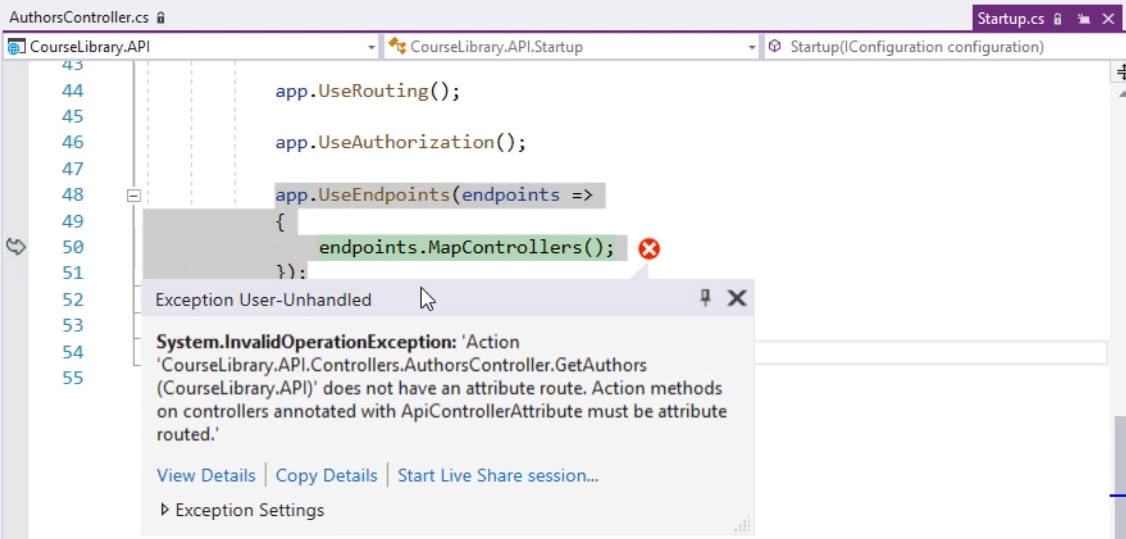 AuthorsController.cs
Startup.cs
CourseLibrary.API
CourseLibrary.API.Startup
Startup(IConfiguration configuration)
43
44 app.UseRouting();
45
46 app.UseAuthorization();
47
48 app.UseEndpoints(endpoints =>
49 {
50 endpoints.MapControllers();
51 });
52
53
54
55
Exception User-Unhandled
System.InvalidOperationException: 'Action
'CourseLibrary.API.Controllers.AuthorsController.GetAuthors
(CourseLibrary.API)' does not have an attribute route. Action methods
on controllers annotated with ApiControllerAttribute must be attribute
routed.'
View Details
Copy Details
Start Live Share session...
Exception Settings